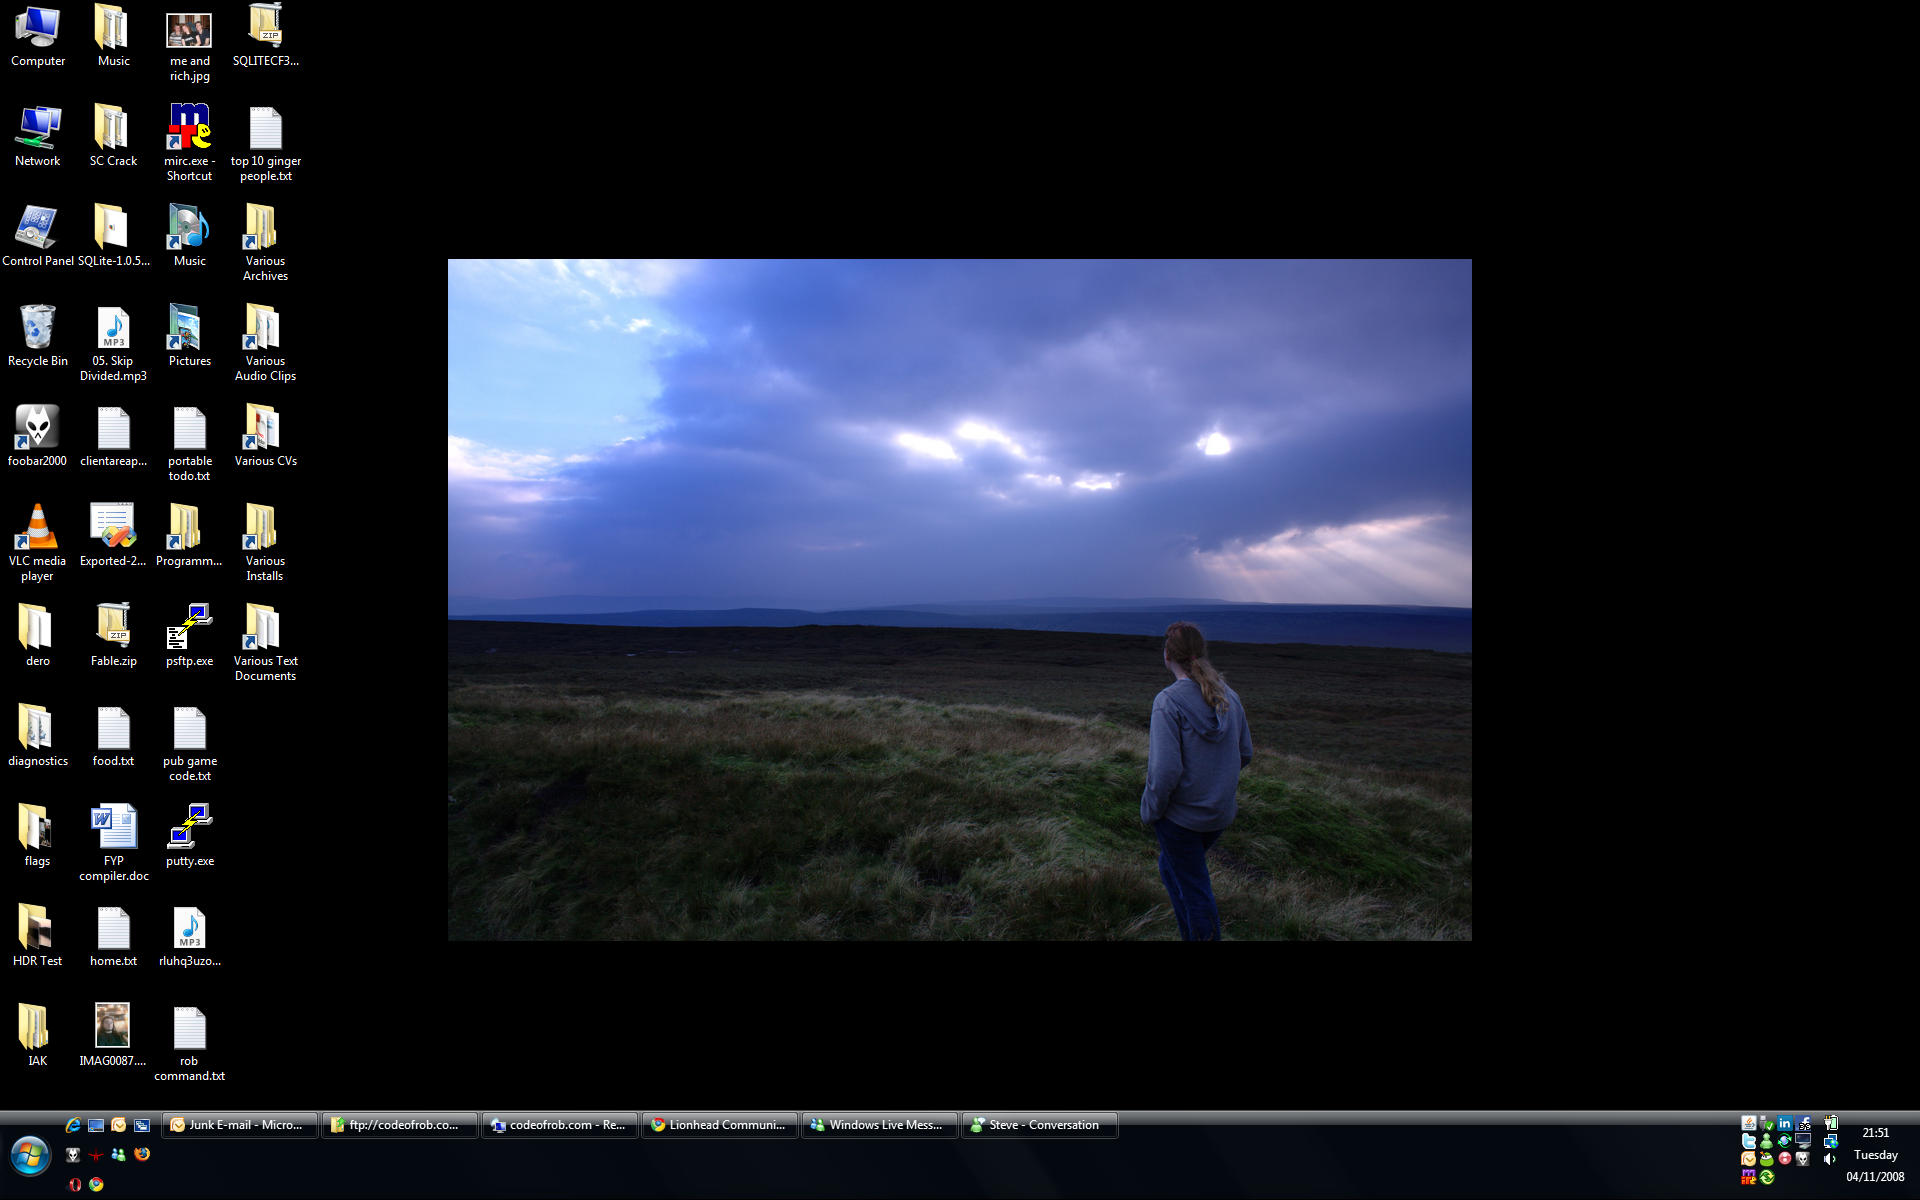 Computer
Music
me and
rich.jpg
SQLITECF3...
Network
SC Crack
mirc.exe -
Shortcut
top 10 ginger
people.txt
Control Panel
SQLite-1.0.5...
Music
Various
Archives
Recycle Bin
05. Skip
Divided.mp3
MP3
Pictures
Various
Audio Clips
foobar2000
clientareap...
portable
todo.txt
Various CVs
VLC media
player
Exported-2...
Programm...
Various
Installs
dero
ZIP
Fable.zip
psftp.exe
Various Text
Documents
diagnostics
food.txt
pub game
code.txt
flags
FYP
compiler.doc
putty.exe
HDR Test
home.txt
MP3
rluhq3uzo...
IAK
IMAG0087....
rob
command.txt
Junk E-mail - Micro...
ftp://codeofrob.co...
codeofrob.com - Re...
Lionhead Communi...
Windows Live Mess...
Steve - Conversation
21:51
Tuesday
04/11/2008